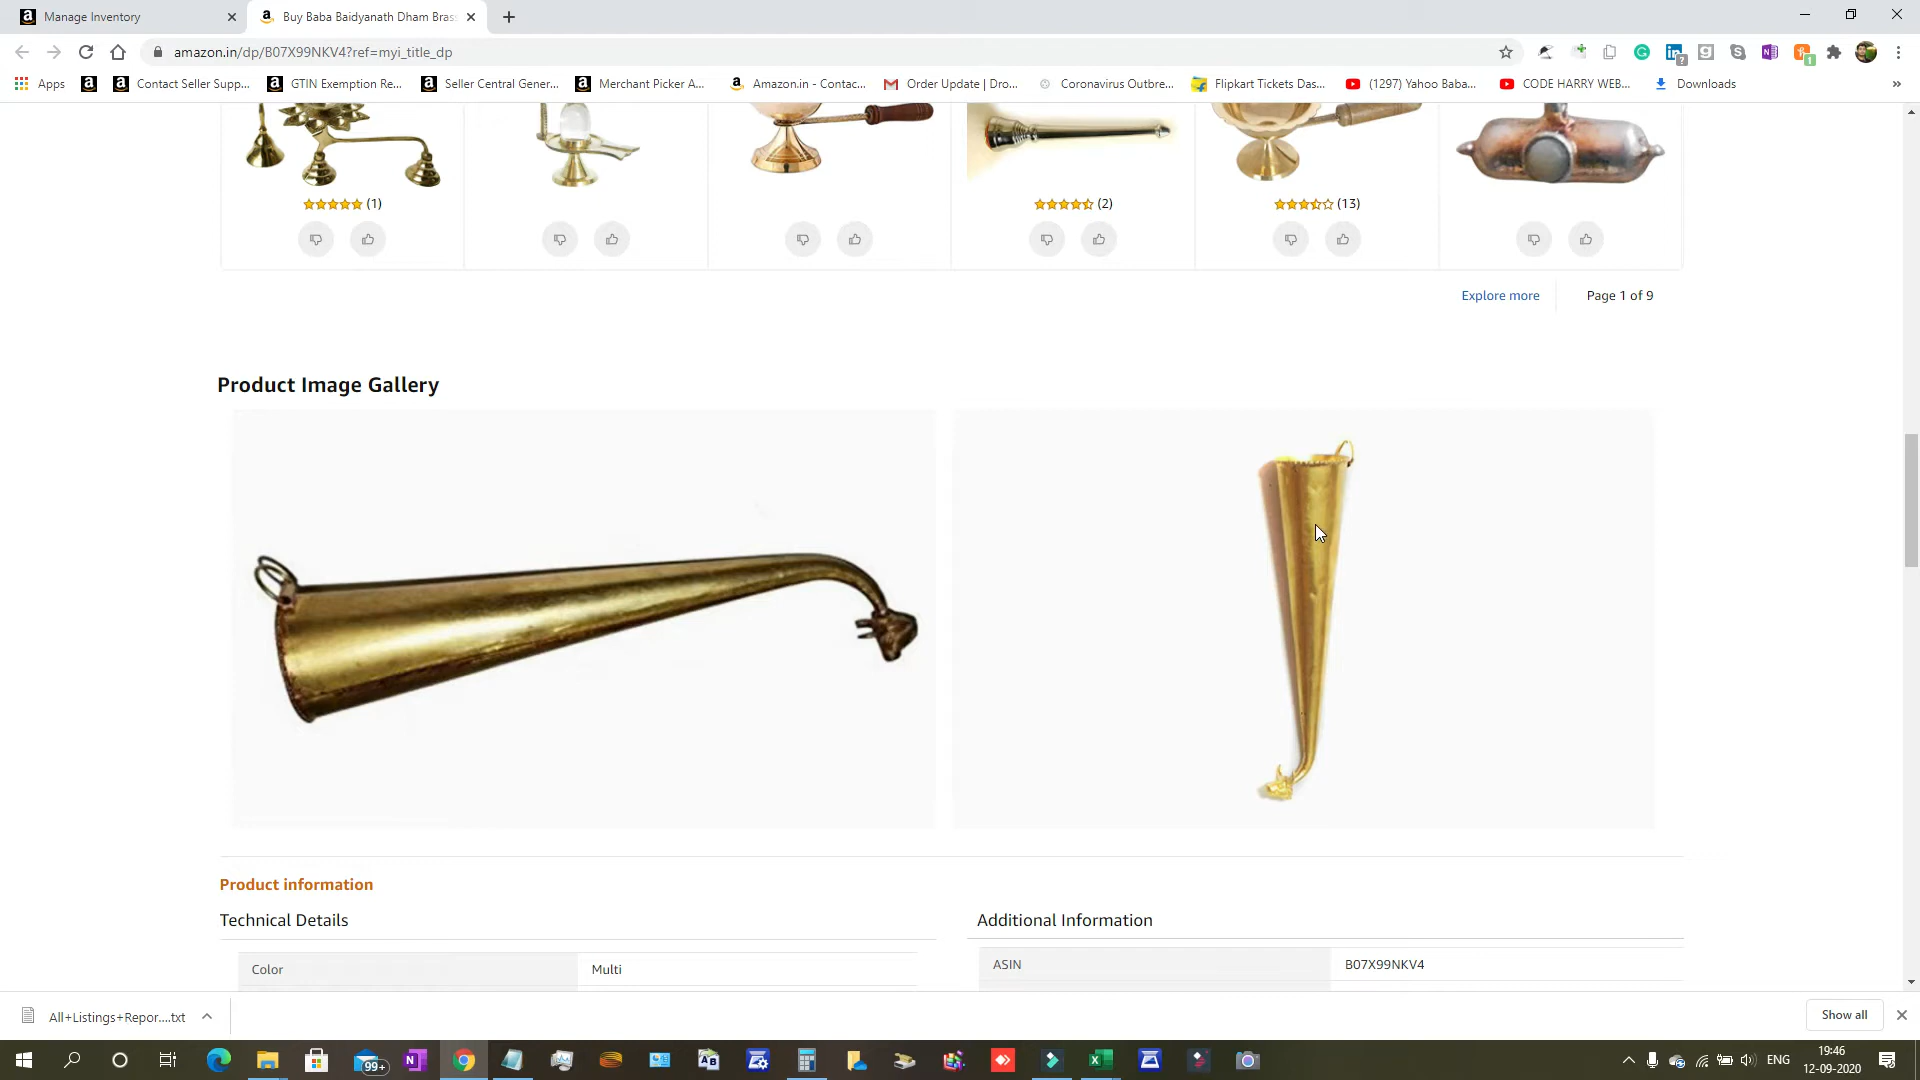 Manage Inventory
Buy Baba Baidyanath Dham Brass
amazon.in/dp/B07X99NKV4?ref=myi_title_dp
Apps
Contact Seller Supp...
GTIN Exemption Re...
Seller Central Gener...
Merchant Picker A...
Amazon.in - Contac...
Order Update | Dro...
Coronavirus Outbre...
Flipkart Tickets Das...
(1297) Yahoo Baba...
CODE HARRY WEB...
Downloads
»
(1)
(2)
(13)
Explore more
Page 1 of 9
Product Image Gallery
Product information
Technical Details
Additional Information
Color
Multi
ASIN
B07X99NKV4
All+Listings+Repor....txt
Show all
99+
ENG
19:46
12-09-2020